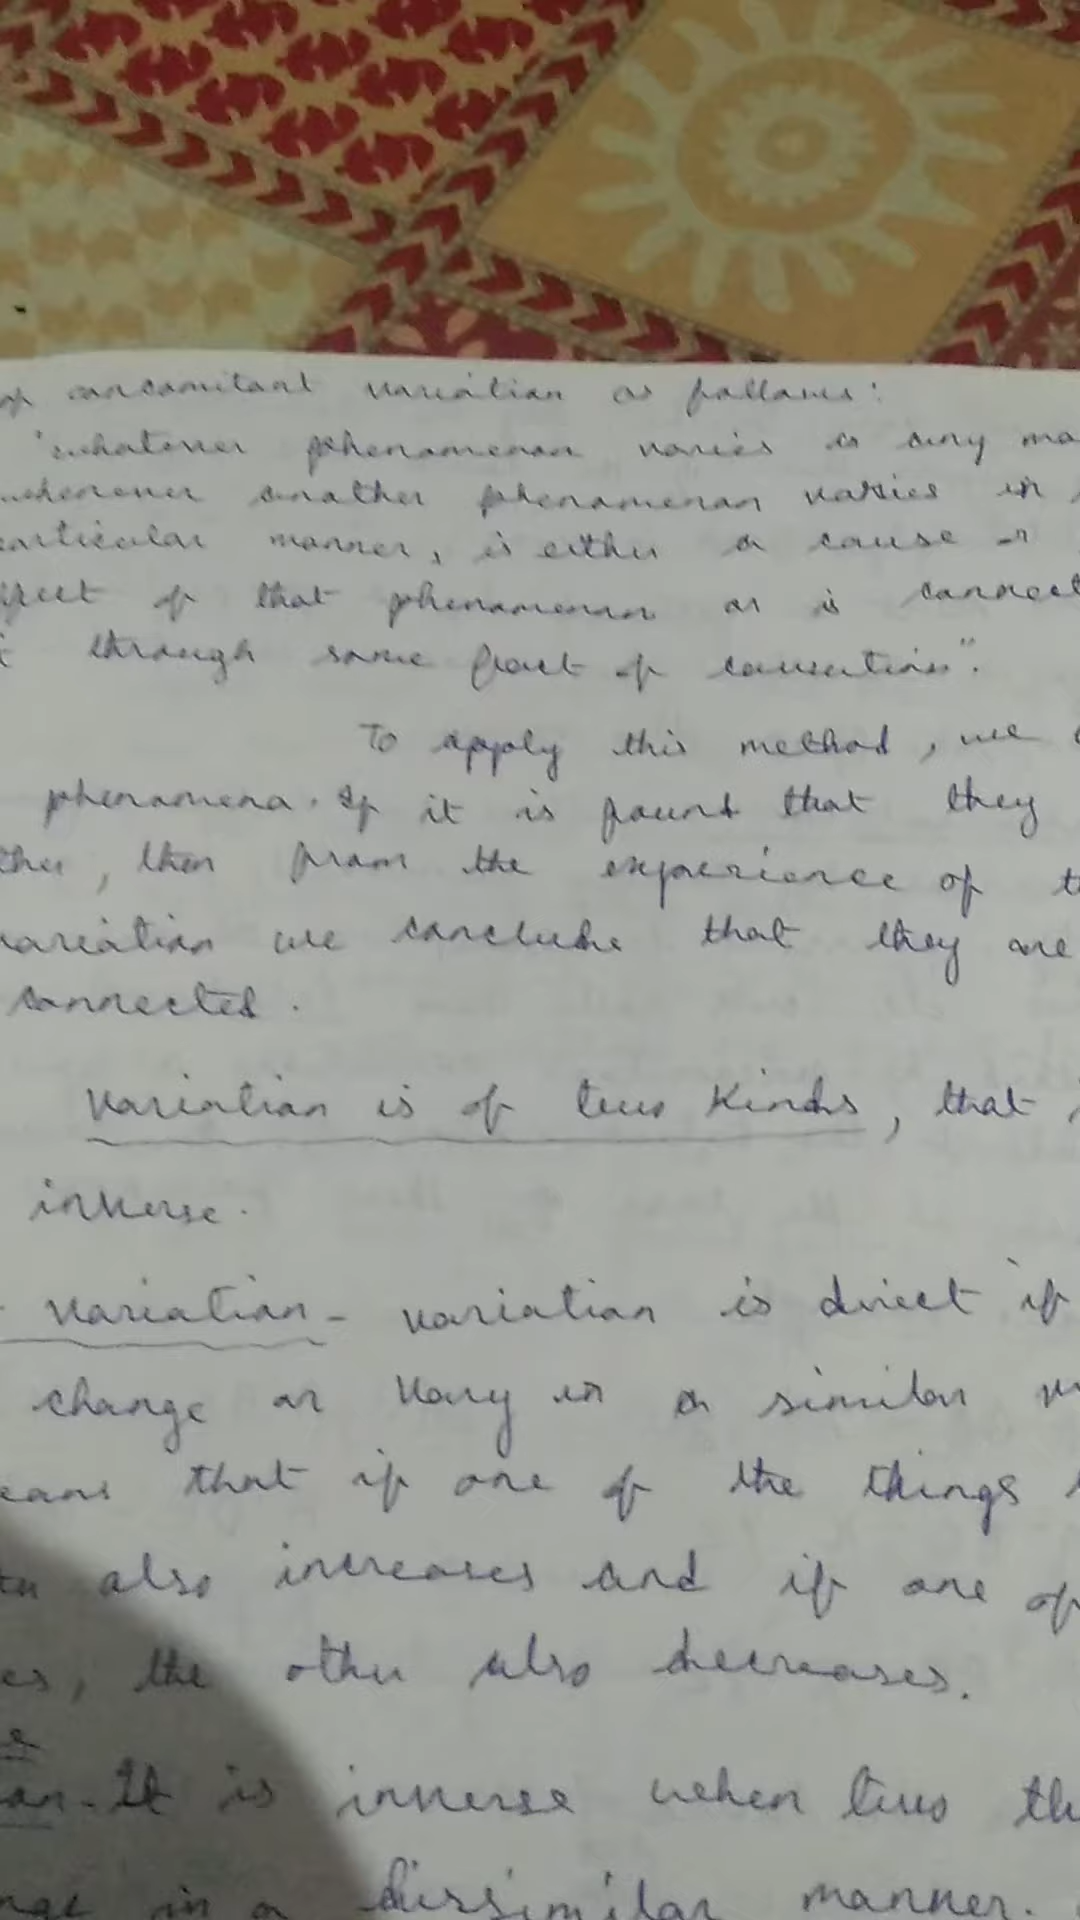 of concomitant variation as follows:
"whatever phenomenon varies is any ma
whenever another phenomenon varies in
particular manner, is either a cause or
effect of that phenomenon or is connect
it through some fact of causation".
To apply this method, we
phenomena. If it is found that they
ther, then from the experience of t
variation we conclude that they are
connected.
Variation is of two Kinds, that
inverse.
Variation - variation is direct if
change or vary in a similar
eans that if one of the things
also increases and if one of
es, the other also decreases.
an. It is inverse when two th
nge in a dissimilar manner.